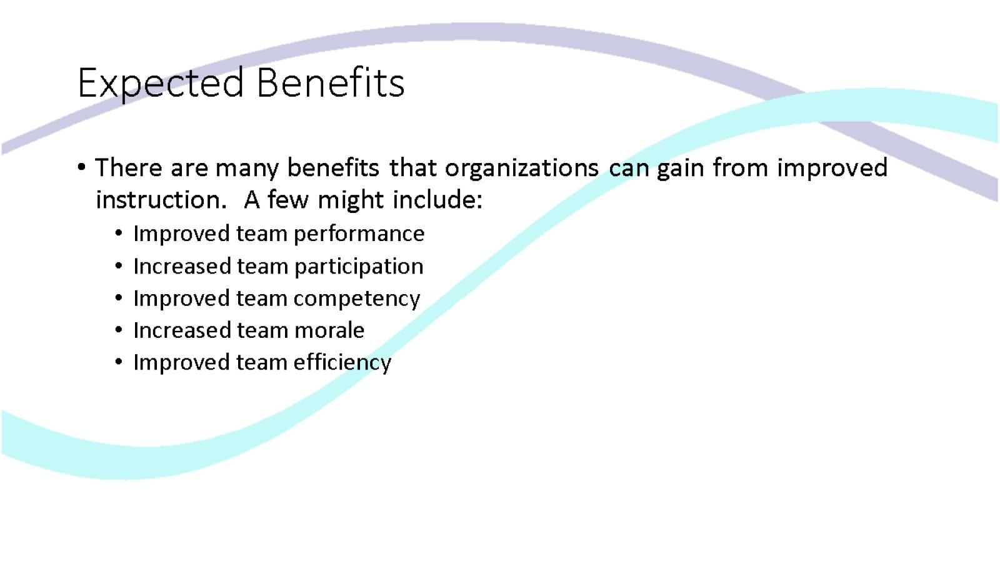 Expected Benefits
• There are many benefits that organizations can gain from improved
instruction.  A few might include:
• Improved team performance
• Increased team participation
• Improved team competency
• Increased team morale
• Improved team efficiency